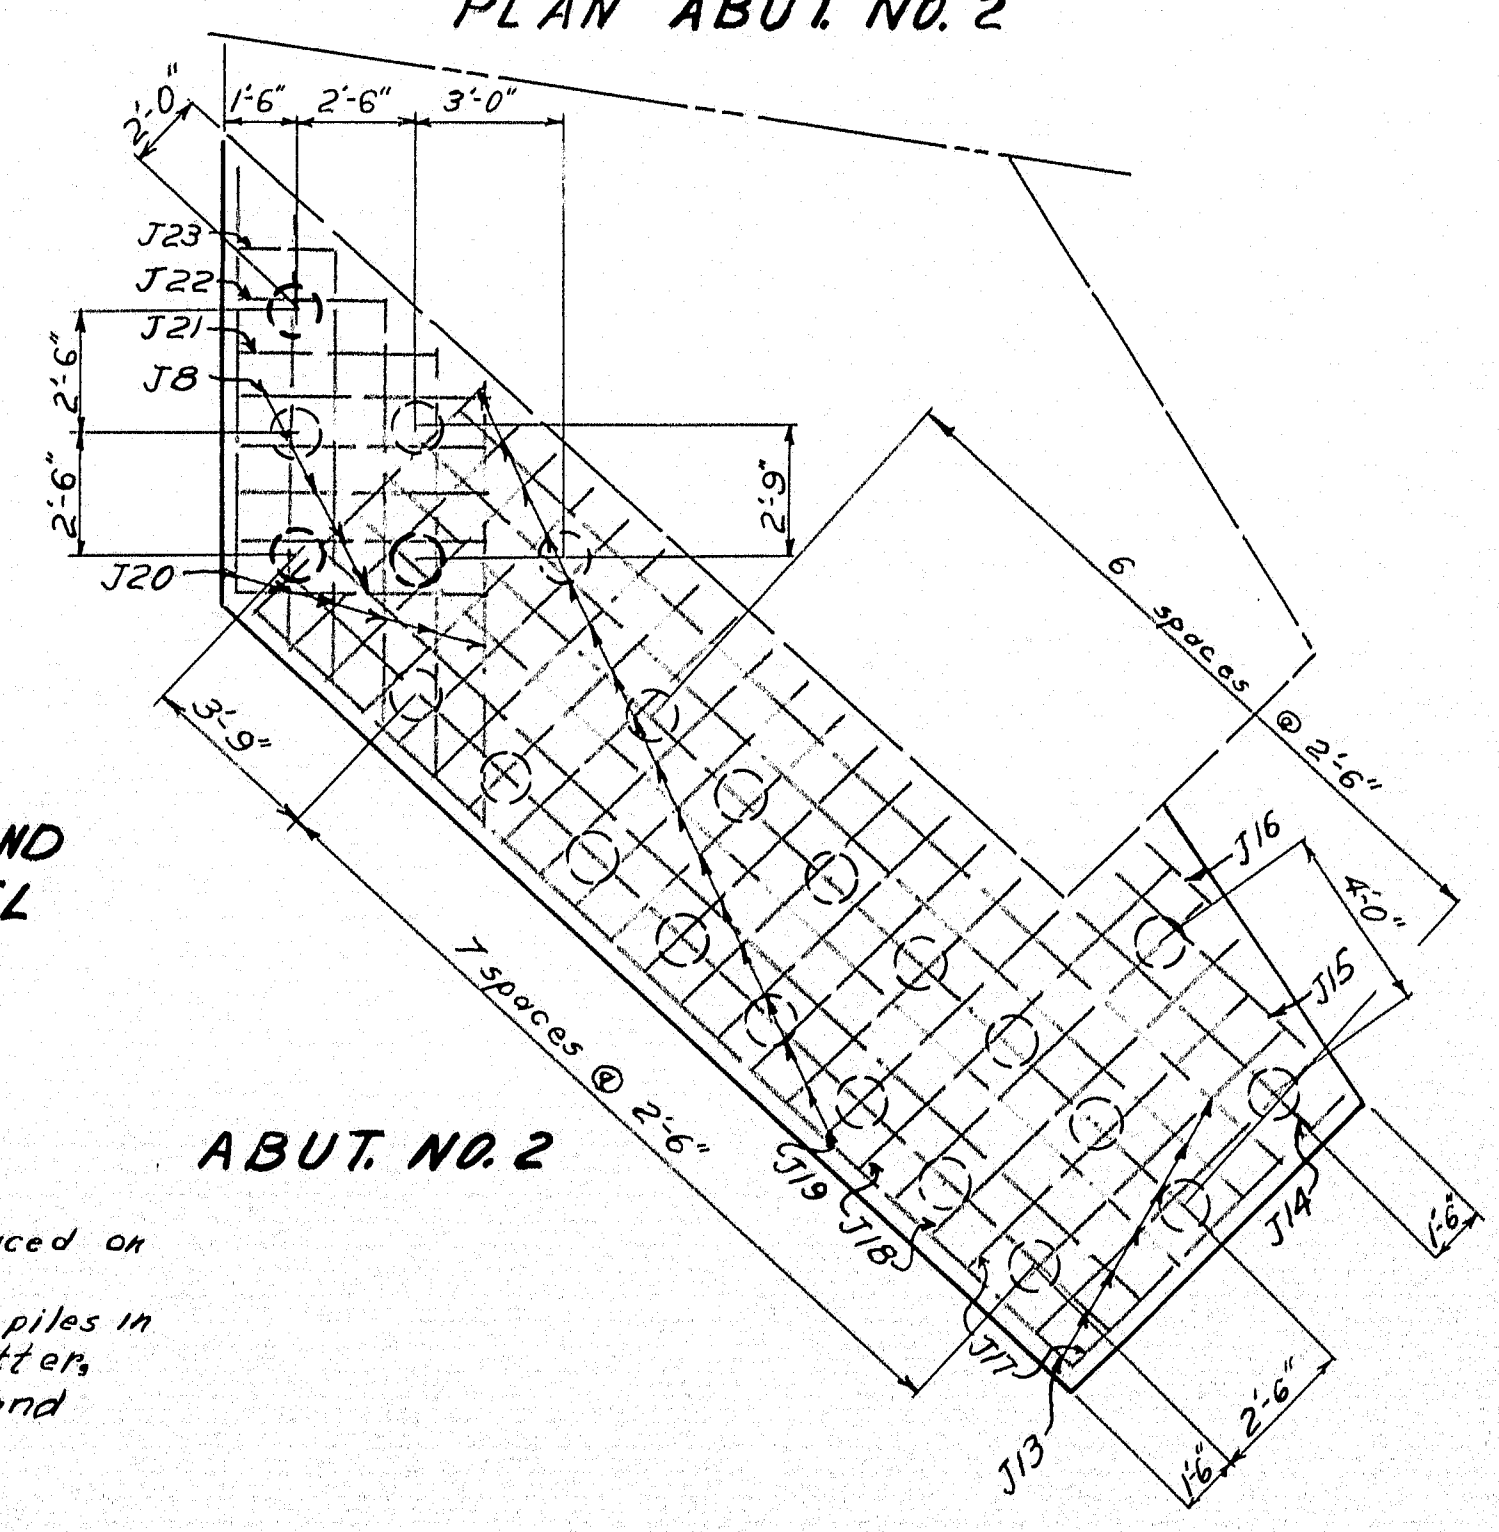 PLAN ABUT. NO. 2
2'-0"
1'-6" 2'-6" 3'-0"
J23
J22
J21
J8
2'-6"
2'-6"
2'-9"
J20
6 spaces @ 2'-6"
3'-9"
J16
4'-0"
J15
7 spaces @ 2'-6"
ABUT. NO. 2
J19
J18
J17
J13
J14
1'-6"
2'-6"
1'-6"
ND
L
on
piles in
tter,